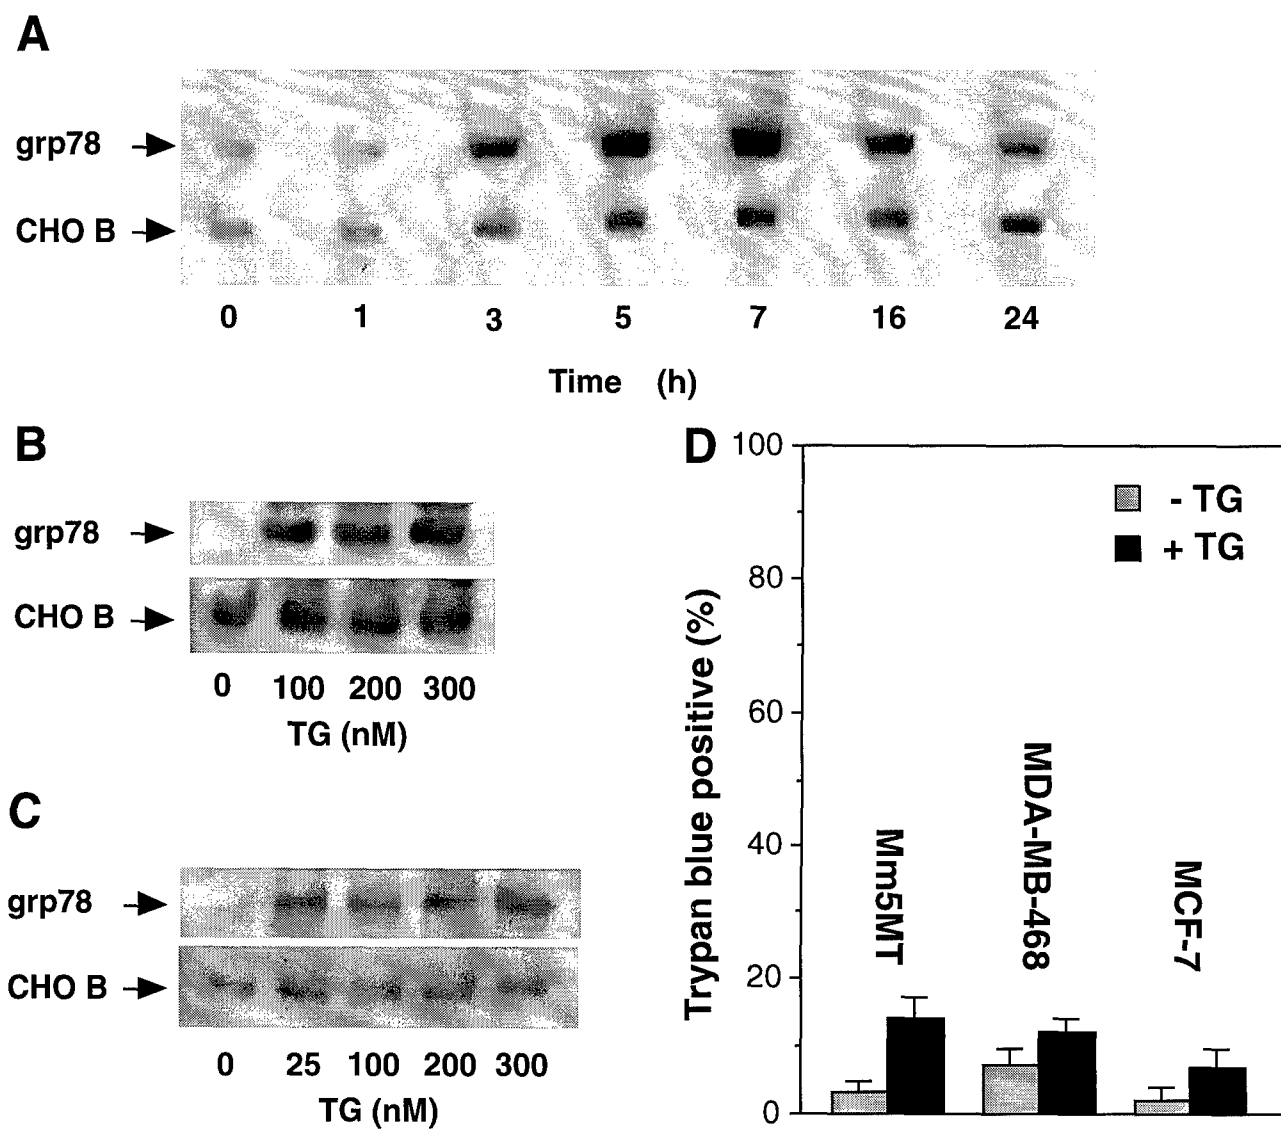 A
grp78
CHO B
0 1 3 5 7 16 24
Time (h)
B
grp78
CHO B
0 100 200 300
TG (nM)
C
grp78
CHO B
0 25 100 200 300
TG (nM)
D
100
80
60
40
20
0
Trypan blue positive (%)
- TG
+ TG
Mm5MT
MDA-MB-468
MCF-7